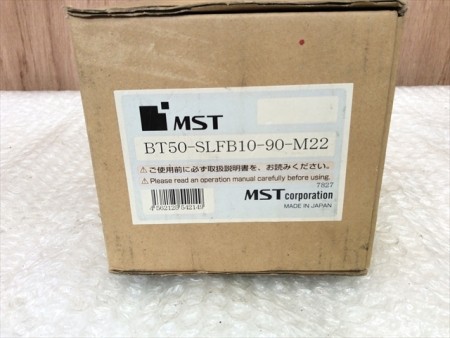 MST
BT50-SLFB10-90-M22
⚠ご使用前に必ず取扱説明書を、お読みください。
⚠Please read an operation manual carefully before using.
7827
MST corporation
MADE IN JAPAN